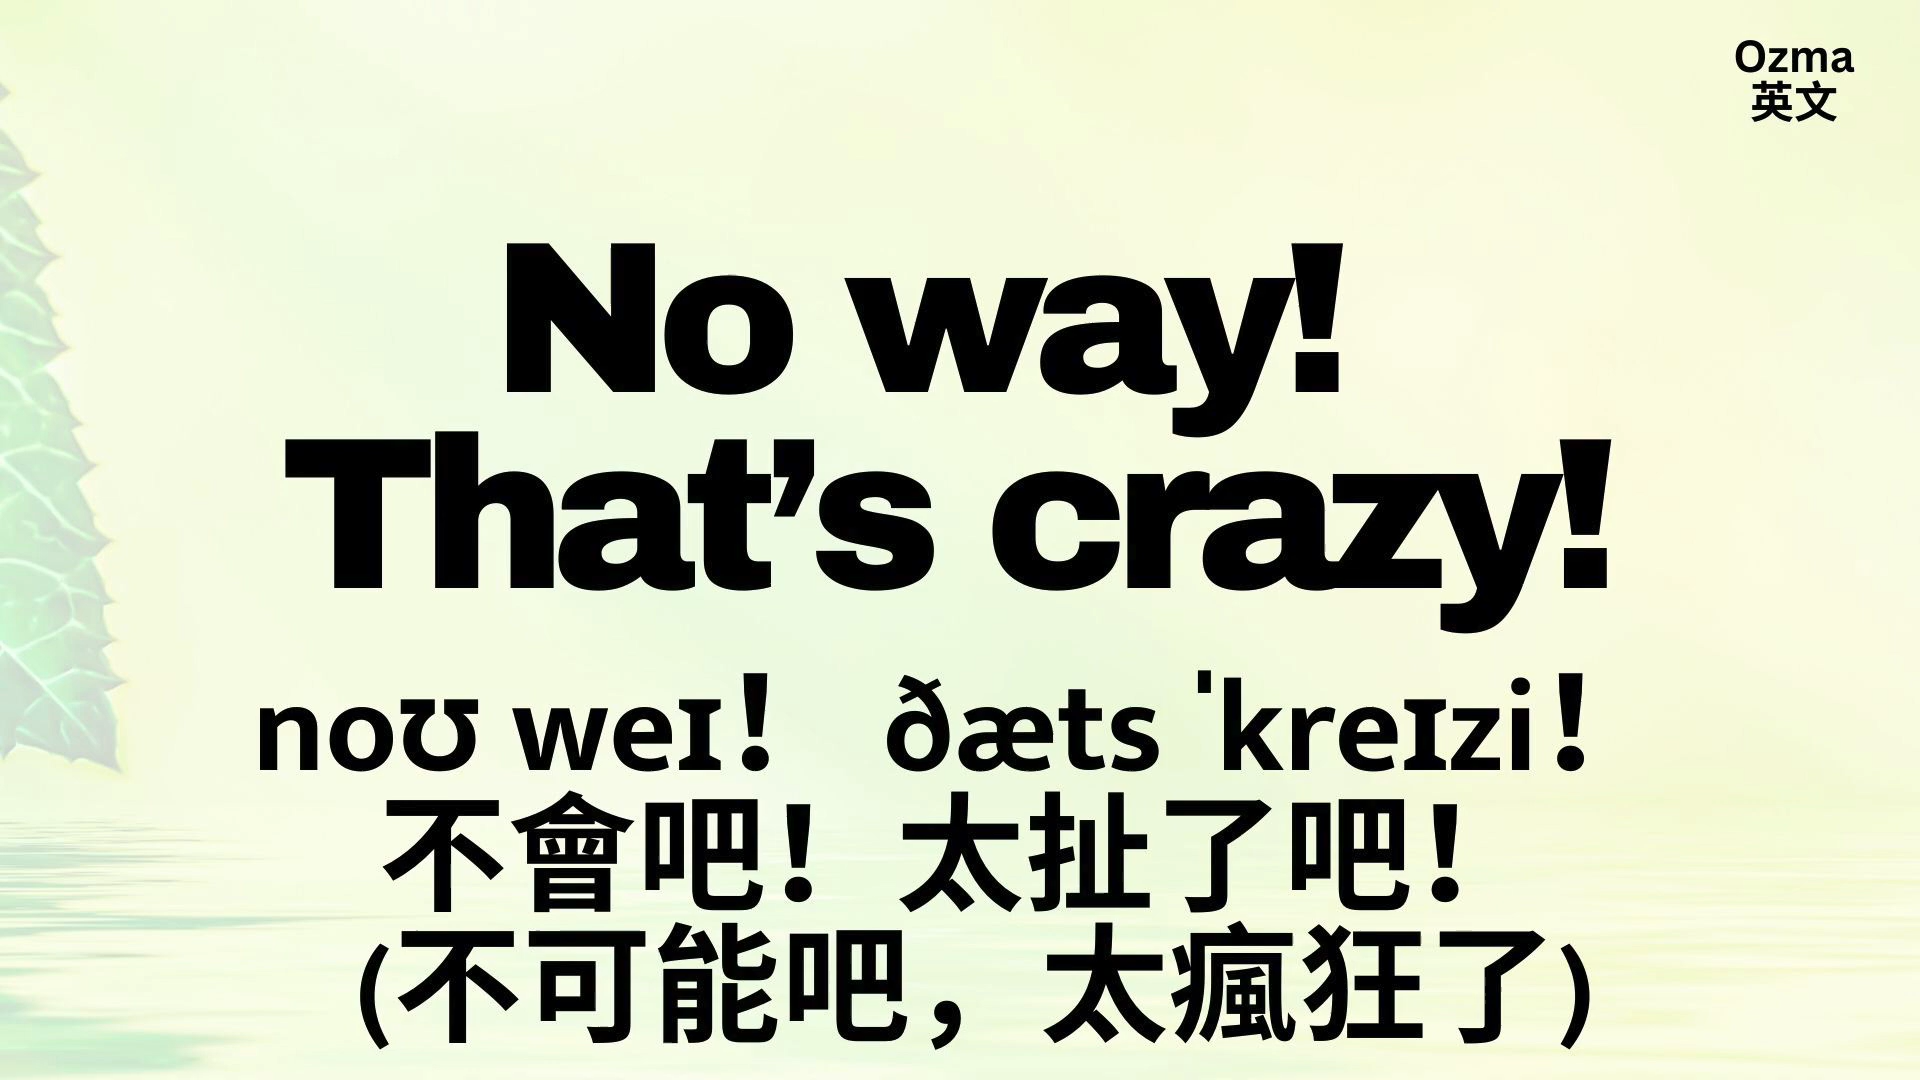 Ozma
英文
No way!
That’s crazy!
noʊ weɪ! ðæts ˈkreɪzi!
不會吧！太扯了吧！
(不可能吧，太瘋狂了)